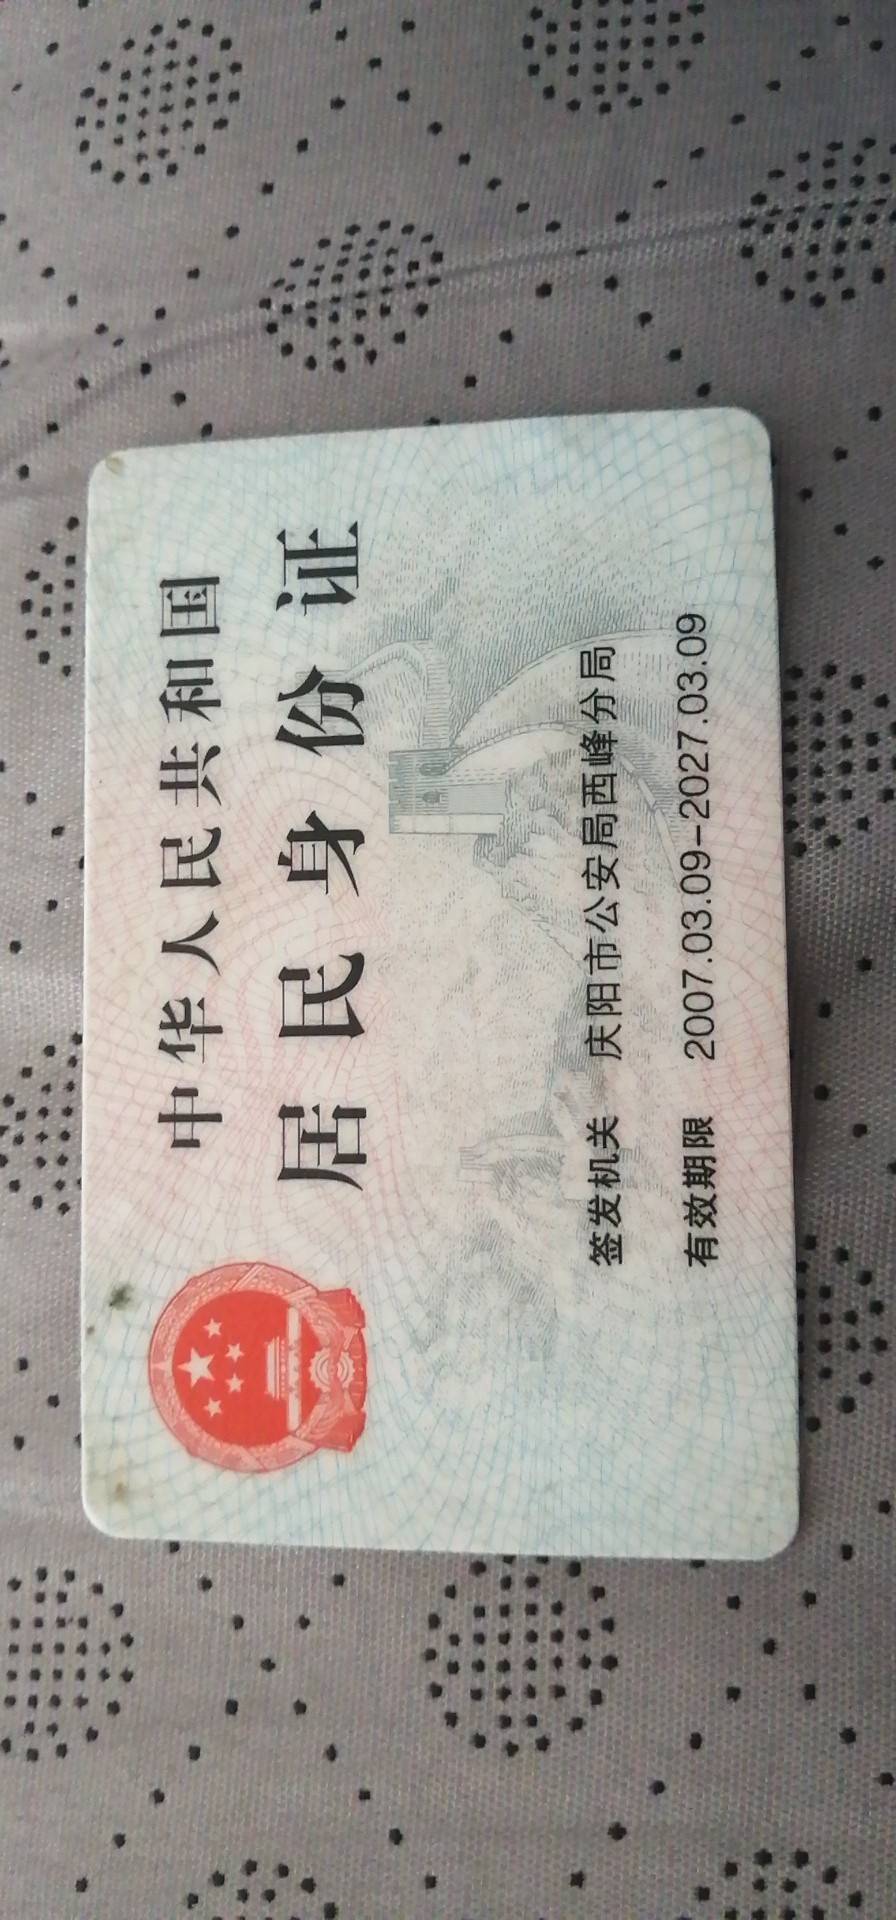 中华人民共和国
居民身份证
签发机关 庆阳市公安局西峰分局
有效期限 2007.03.09-2027.03.09